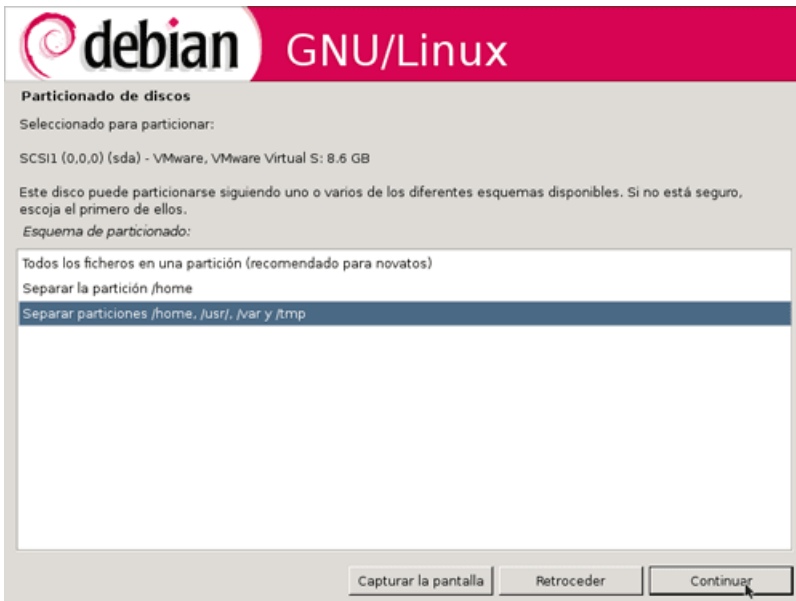 debian GNU/Linux
Particionado de discos
Seleccionado para particionar:
SCSI1 (0,0,0) (sda) - VMware, VMware Virtual S: 8.6 GB
Este disco puede particionarse siguiendo uno o varios de los diferentes esquemas disponibles. Si no está seguro,
escoja el primero de ellos.
Esquema de particionado:
Todos los ficheros en una partición (recomendado para novatos)
Separar la partición /home
Separar particiones /home, /usr/, /var y /tmp
Capturar la pantalla Retroceder Continuar